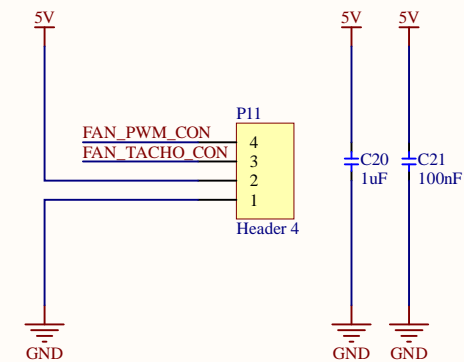 5V
5V
5V
P11
FAN_PWM_CON
4
FAN_TACHO_CON
3
2
1
Header 4
C20
1uF
C21
100nF
GND
GND
GND